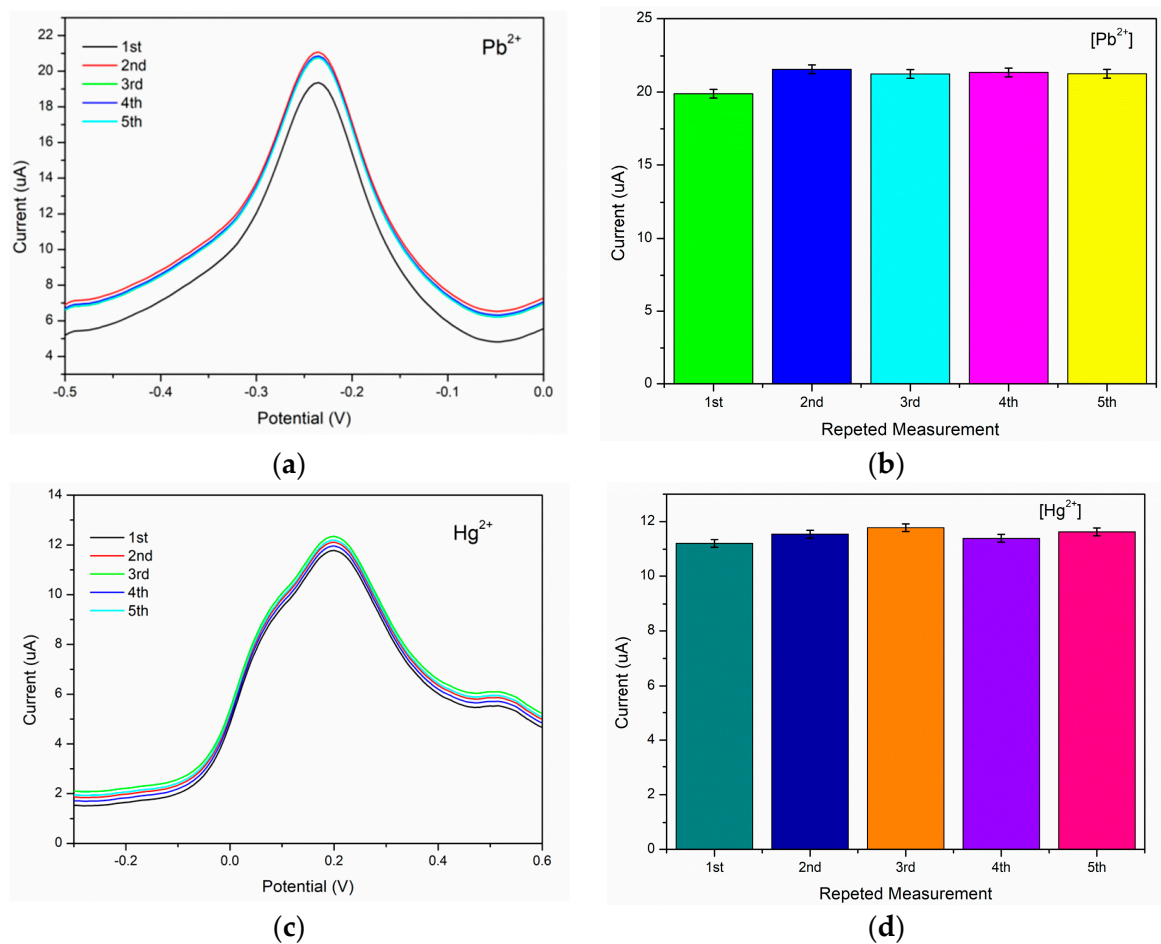 Pb2+
1st
2nd
3rd
4th
5th
22
20
18
16
14
12
10
8
6
4
Current (uA)
-0.5
-0.4
-0.3
-0.2
-0.1
0.0
Potential (V)
(a)
[Pb2+]
25
20
15
10
5
0
Current (uA)
1st
2nd
3rd
4th
5th
Repeted Measurement
(b)
Hg2+
1st
2nd
3rd
4th
5th
14
12
10
8
6
4
2
0
Current (uA)
-0.2
0.0
0.2
0.4
0.6
Potential (V)
(c)
[Hg2+]
12
10
8
6
4
2
0
Current (uA)
1st
2nd
3rd
4th
5th
Repeted Measurement
(d)